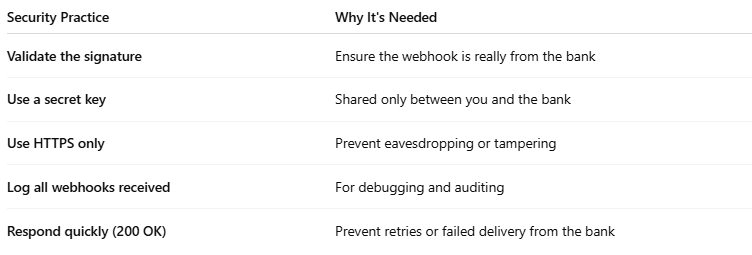 Security Practice Why It's Needed
Validate the signature Ensure the webhook is really from the bank
Use a secret key Shared only between you and the bank
Use HTTPS only Prevent eavesdropping or tampering
Log all webhooks received For debugging and auditing
Respond quickly (200 OK) Prevent retries or failed delivery from the bank